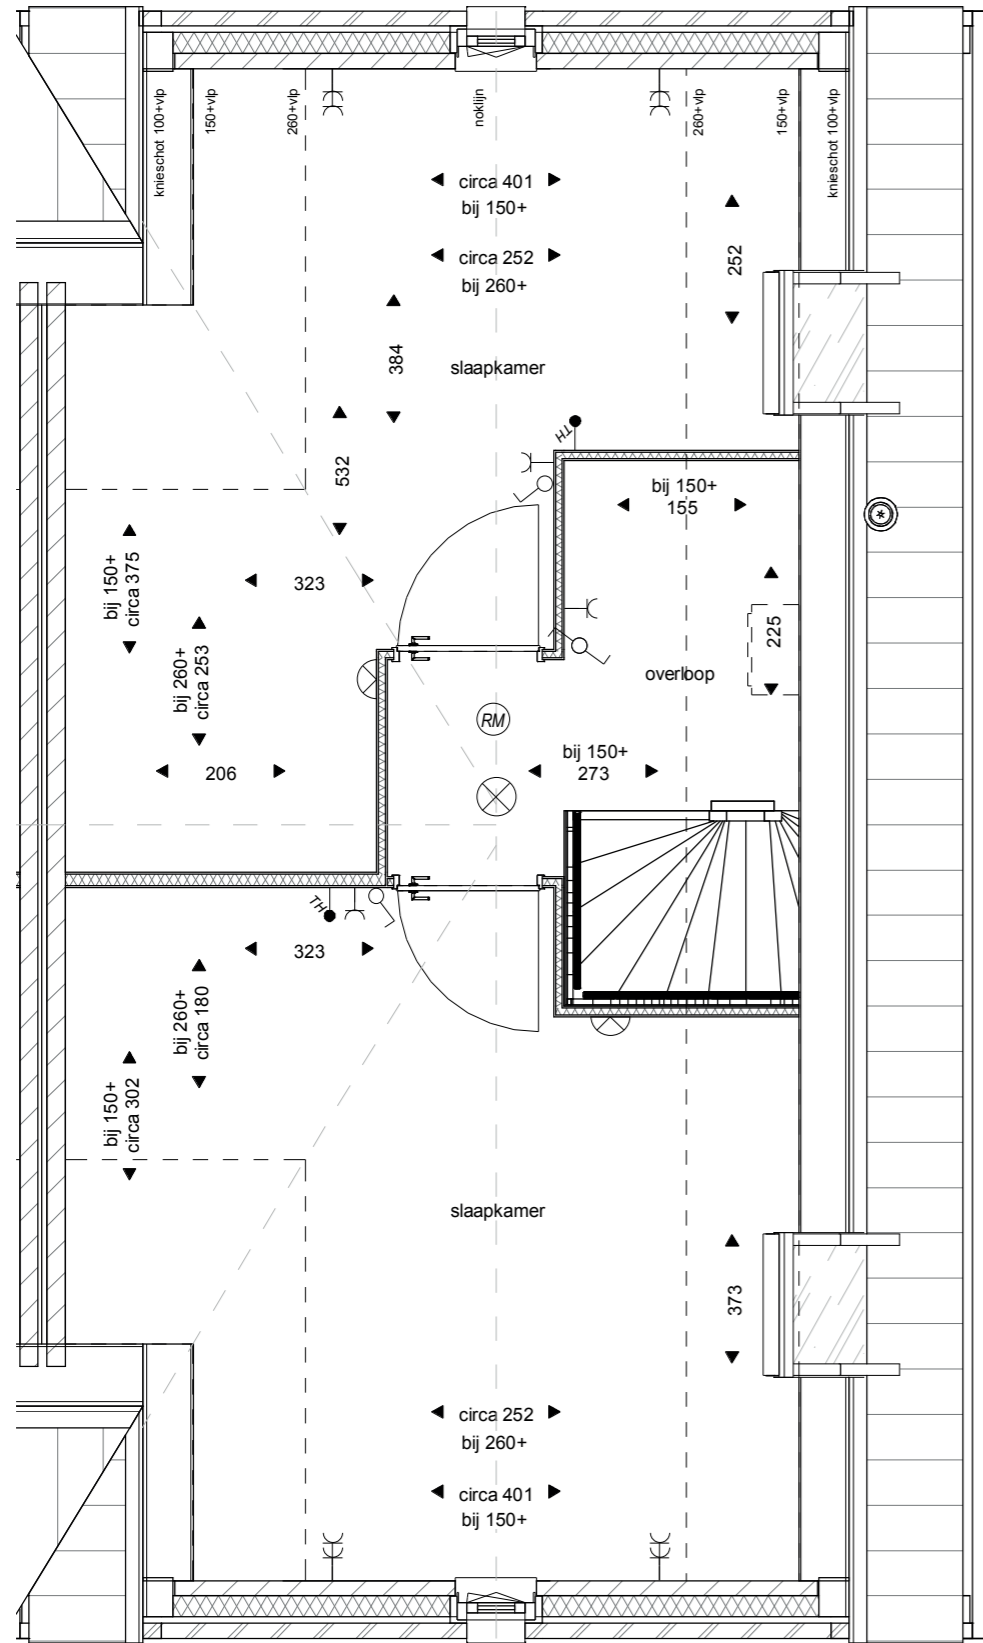 knieschot 100+vlp
150+vlp
260+vlp
noklijn
260+vlp
150+vlp
knieschot 100+vlp
circa 401
bij 150+
circa 252
bij 260+
252
384
slaapkamer
532
TH
bij 150+
155
bij 150+
circa 375
323
225
bij 260+
circa 253
overloop
RM
206
bij 150+
273
TH
323
bij 260+
circa 180
bij 150+
circa 302
slaapkamer
373
circa 252
bij 260+
circa 401
bij 150+